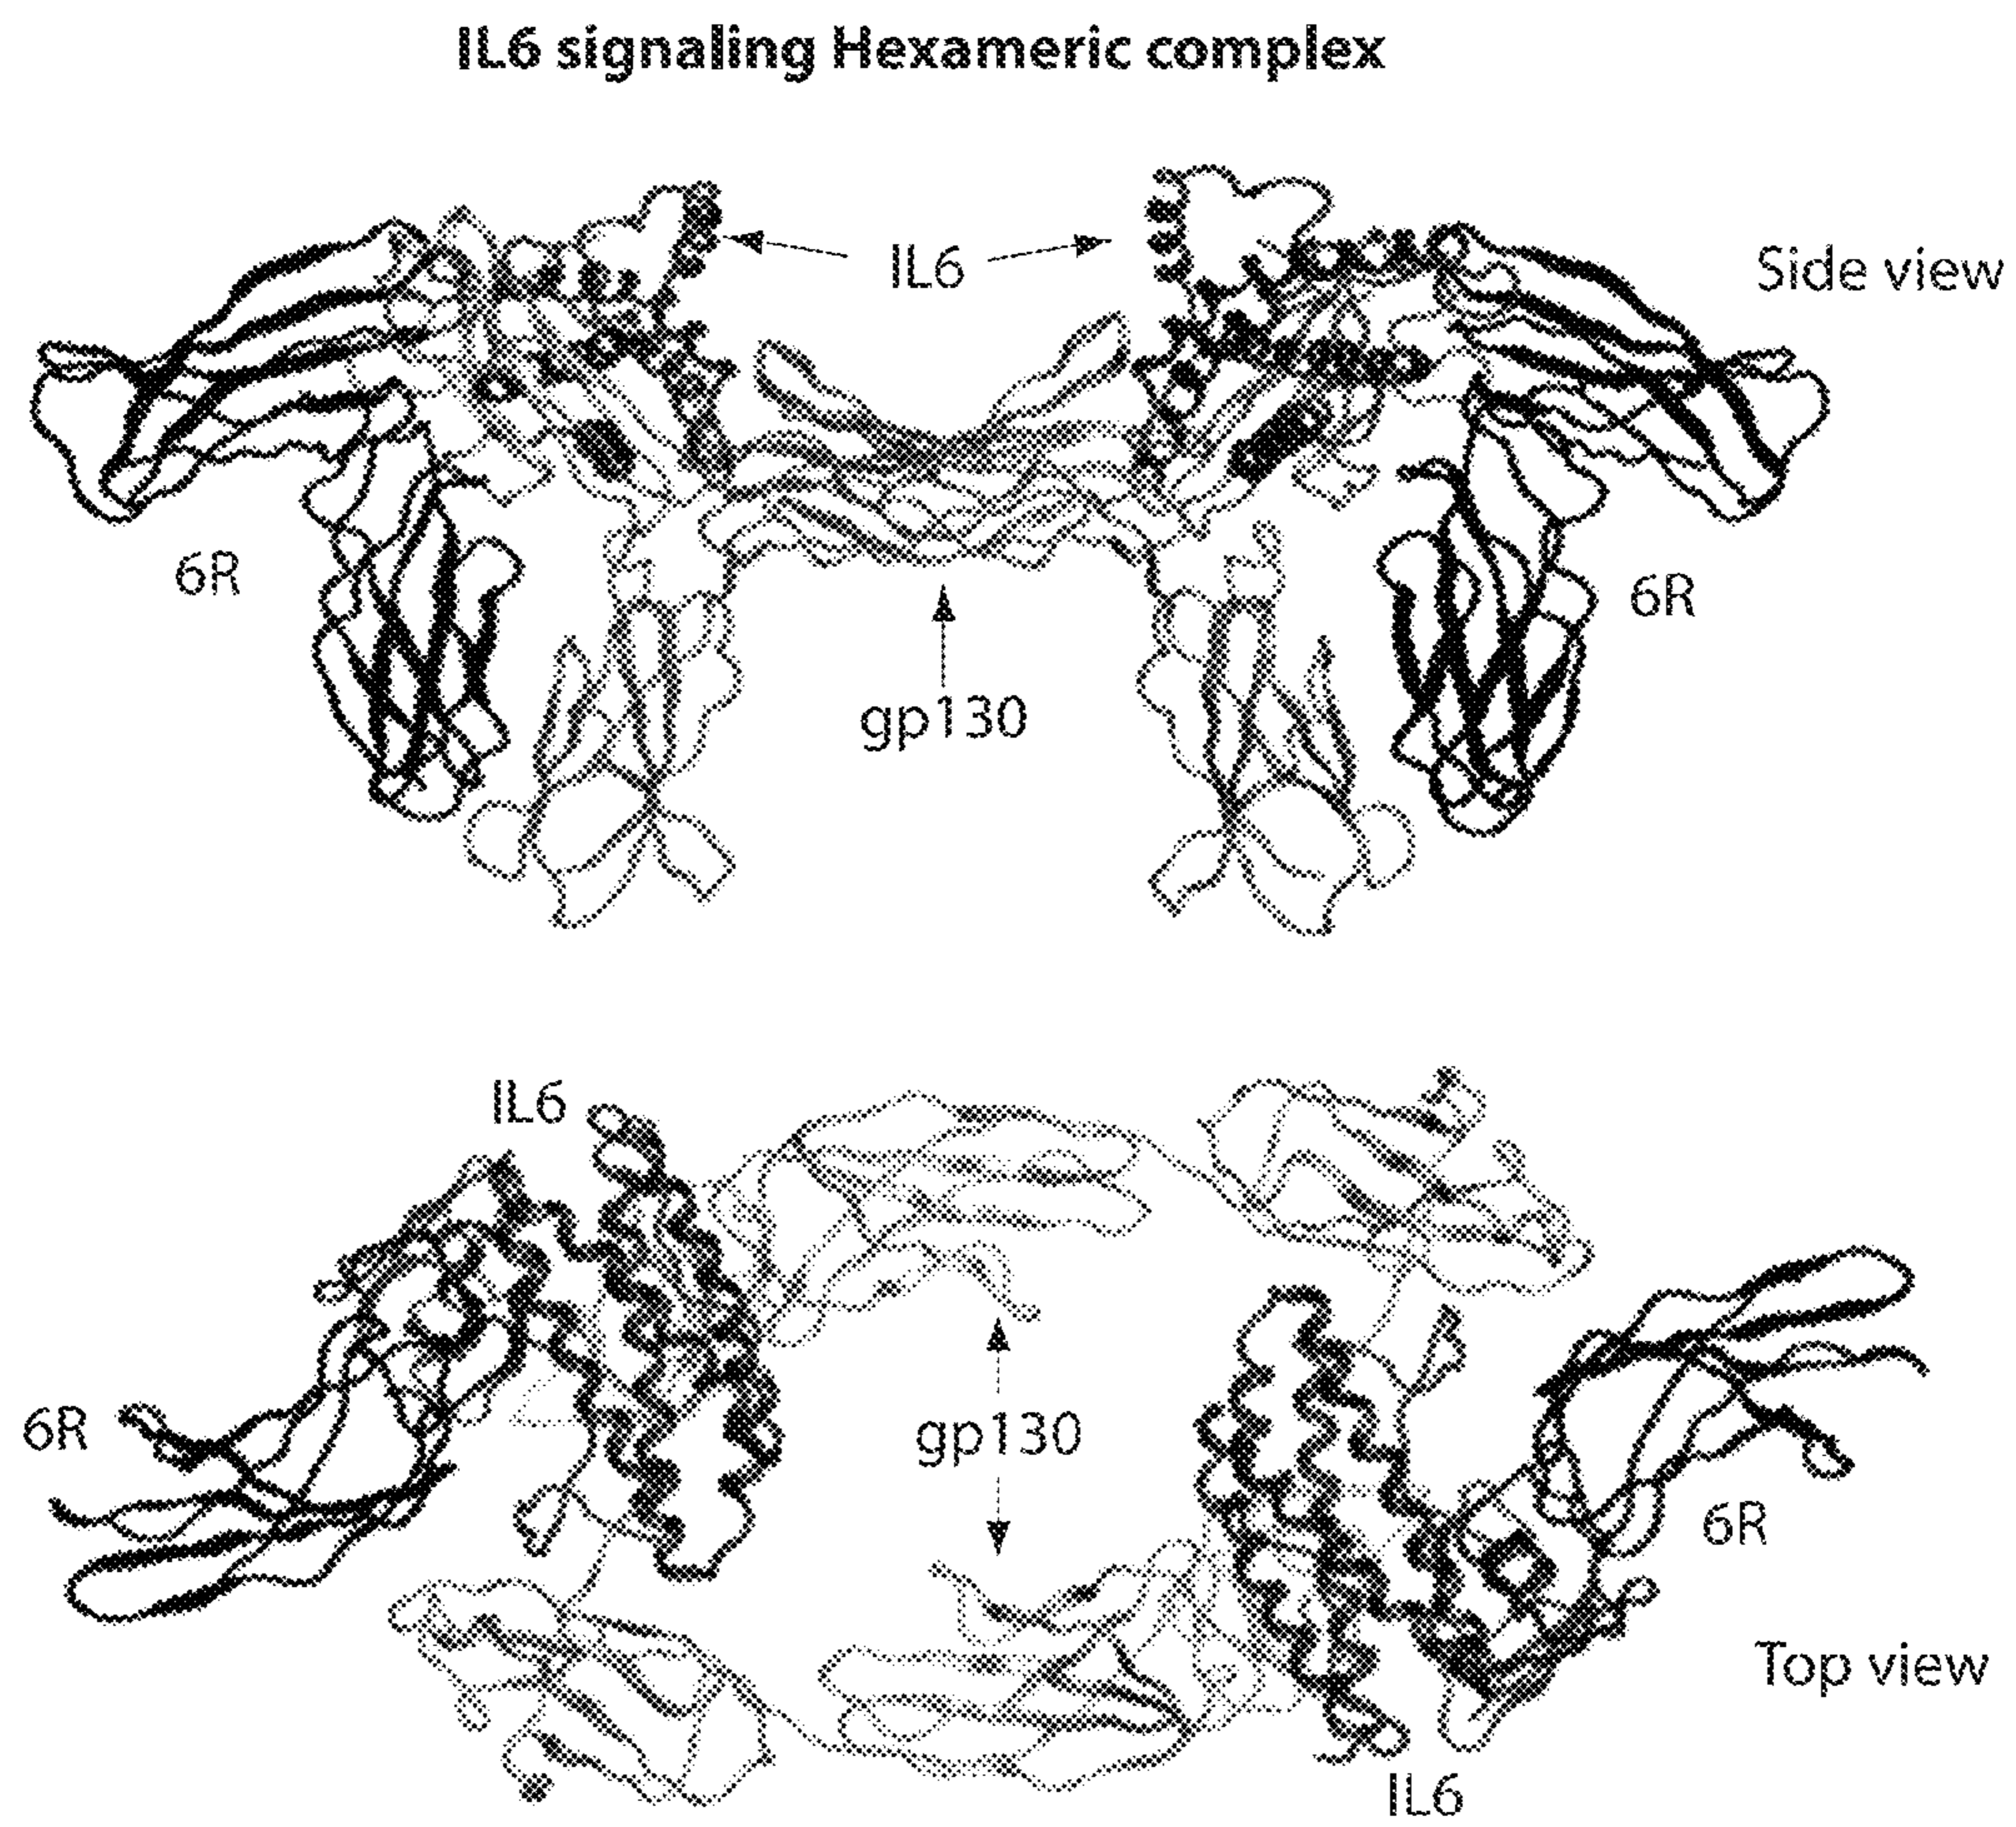 IL6 signaling Hexameric complex
IL6
Side view
6R
6R
gp130
IL6
6R
gp130
6R
Top view
IL6